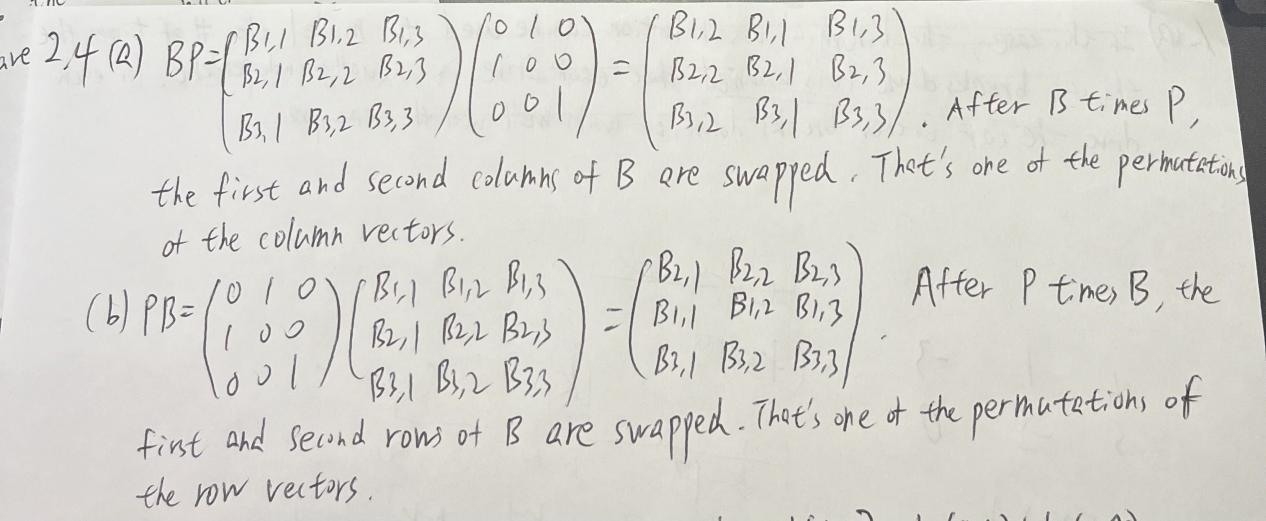 2.4 (a) BP = (B1,1 B1,2 B1,3 (0 1 0 = (B1,2 B1,1 B1,3
B2,1 B2,2 B2,3 1 0 0 B2,2 B2,1 B2,3
B3,1 B3,2 B3,3) 0 0 1) B3,2 B3,1 B3,3). After B times P,
the first and second columns of B are swapped. That's one of the permutations
of the column vectors.
(b) PB = (0 1 0 (B1,1 B1,2 B1,3 = (B2,1 B2,2 B2,3 After P times B, the
1 0 0 B2,1 B2,2 B2,3 B1,1 B1,2 B1,3
0 0 1) B3,1 B3,2 B3,3) B3,1 B3,2 B3,3).
first and second rows of B are swapped. That's one of the permutations of
the row vectors.